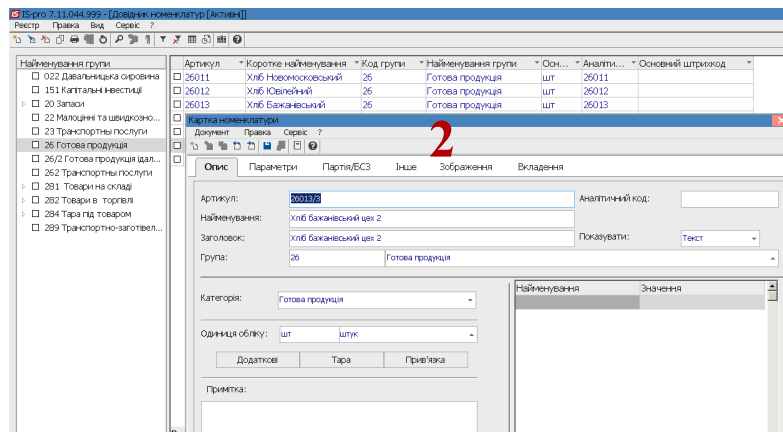 IS-pro 7.11.044.999 - [Довідник номенклатур [Активні]]
Реєстр Правка Вид Сервіс ?
Найменування групи
022 Давальницька сировина
151 Капітальні інвестиції
20 Запаси
22 Малоцінні та швидкозно...
23 Транспортны послуги
26 Готова продукція
26/2 Готова продукція їдал...
262 Транспортны послуги
281 Товари на складі
282 Товари в торгівлі
284 Тара під товаром
289 Транспортно-заготівел...
Артикул Коротке найменування Код групи Найменування групи Осн... Аналіти... Основний штрихкод
26011 Хліб Новомосковський 26 Готова продукція шт 26011
26012 Хліб Ювілейний 26 Готова продукція шт 26012
26013 Хліб Бажанівський 26 Готова продукція шт 26013
Картка номенклатури
Документ Правка Сервіс ?
2
Опис Параметри Партія/БСЗ Інше Зображення Вкладення
Артикул: 26013/3 Аналітичний код:
Найменування: Хліб бажанівський цех 2
Заголовок: Хліб бажанівський цех 2 Показувати: Текст
Група: 26 Готова продукція
Категорія: Готова продукція
Найменування Значення
Одиниця обліку: шт штук
Додаткові Тара Прив'язка
Примітка: